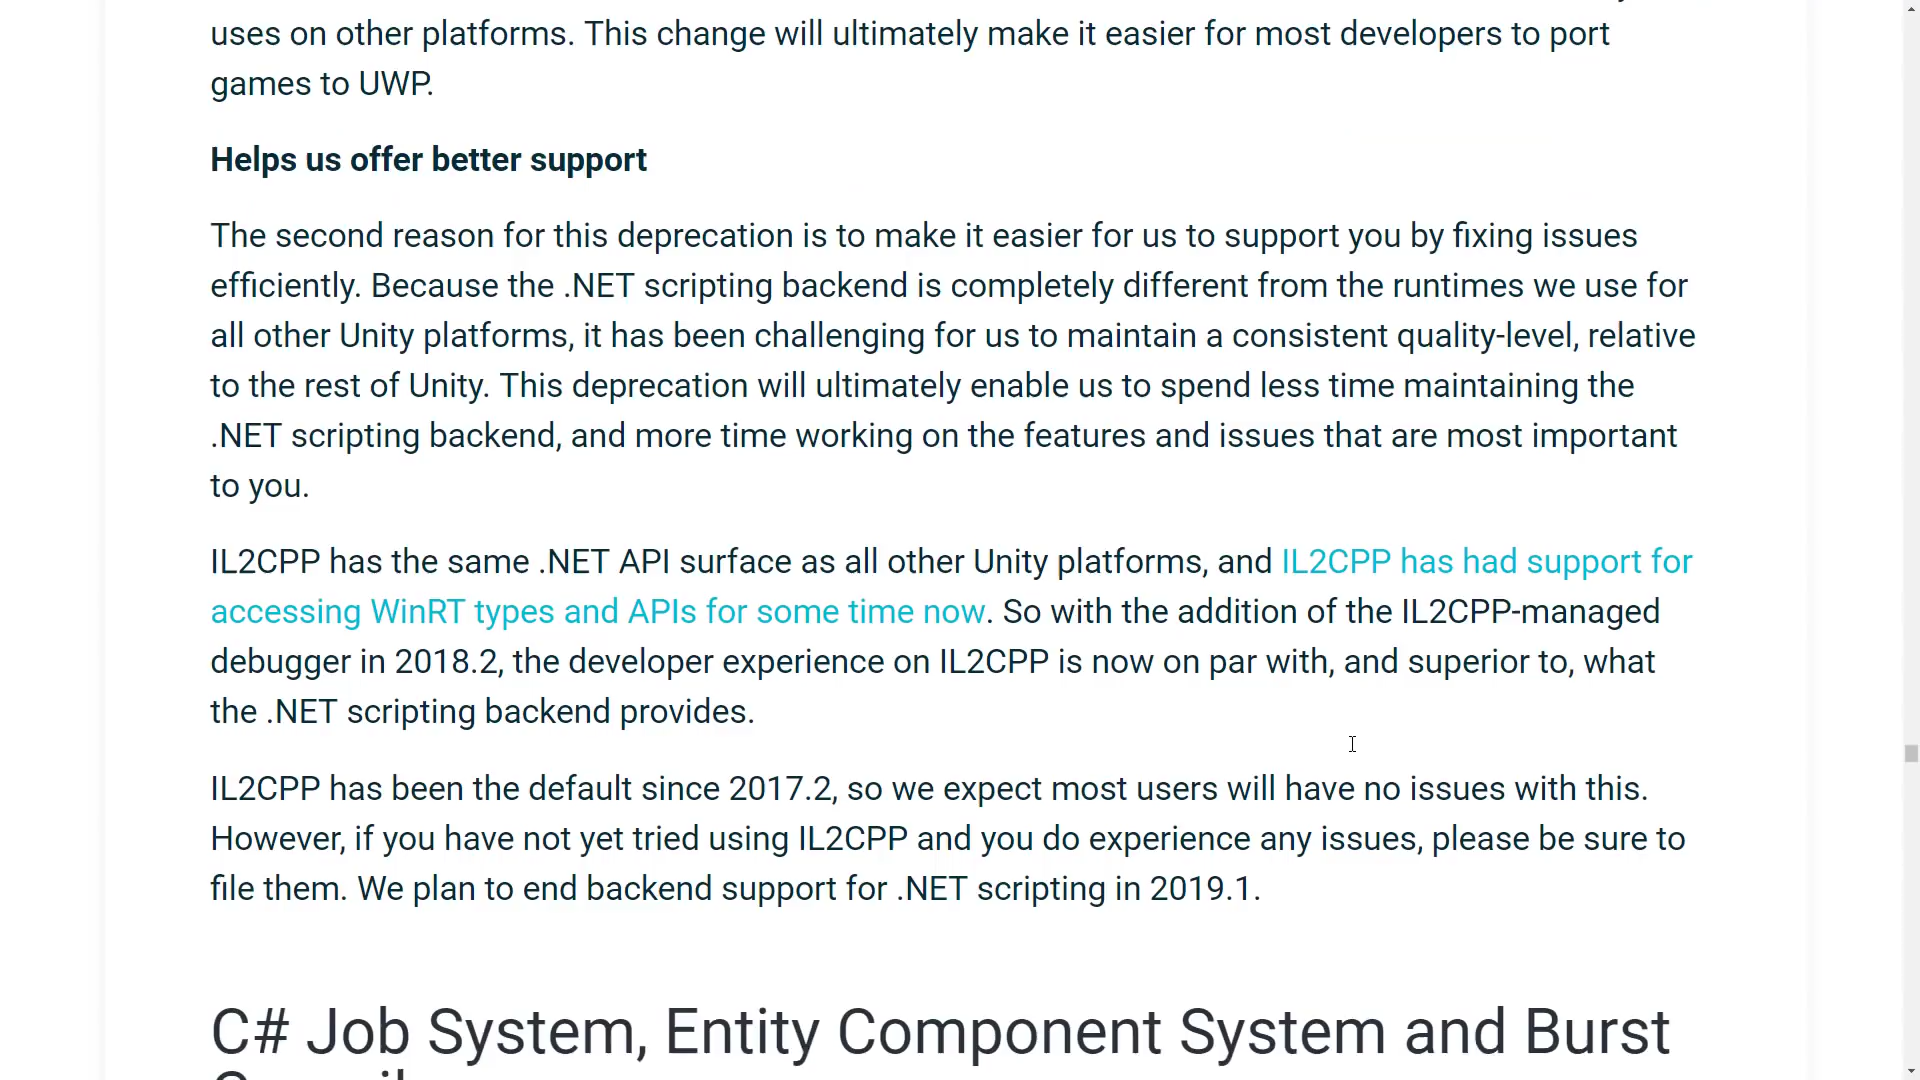 uses on other platforms. This change will ultimately make it easier for most developers to port
games to UWP.
Helps us offer better support
The second reason for this deprecation is to make it easier for us to support you by fixing issues
efficiently. Because the .NET scripting backend is completely different from the runtimes we use for
all other Unity platforms, it has been challenging for us to maintain a consistent quality-level, relative
to the rest of Unity. This deprecation will ultimately enable us to spend less time maintaining the
.NET scripting backend, and more time working on the features and issues that are most important
to you.
IL2CPP has the same .NET API surface as all other Unity platforms, and IL2CPP has had support for
accessing WinRT types and APIs for some time now. So with the addition of the IL2CPP-managed
debugger in 2018.2, the developer experience on IL2CPP is now on par with, and superior to, what
the .NET scripting backend provides.
IL2CPP has been the default since 2017.2, so we expect most users will have no issues with this.
However, if you have not yet tried using IL2CPP and you do experience any issues, please be sure to
file them. We plan to end backend support for .NET scripting in 2019.1.
C# Job System, Entity Component System and Burst